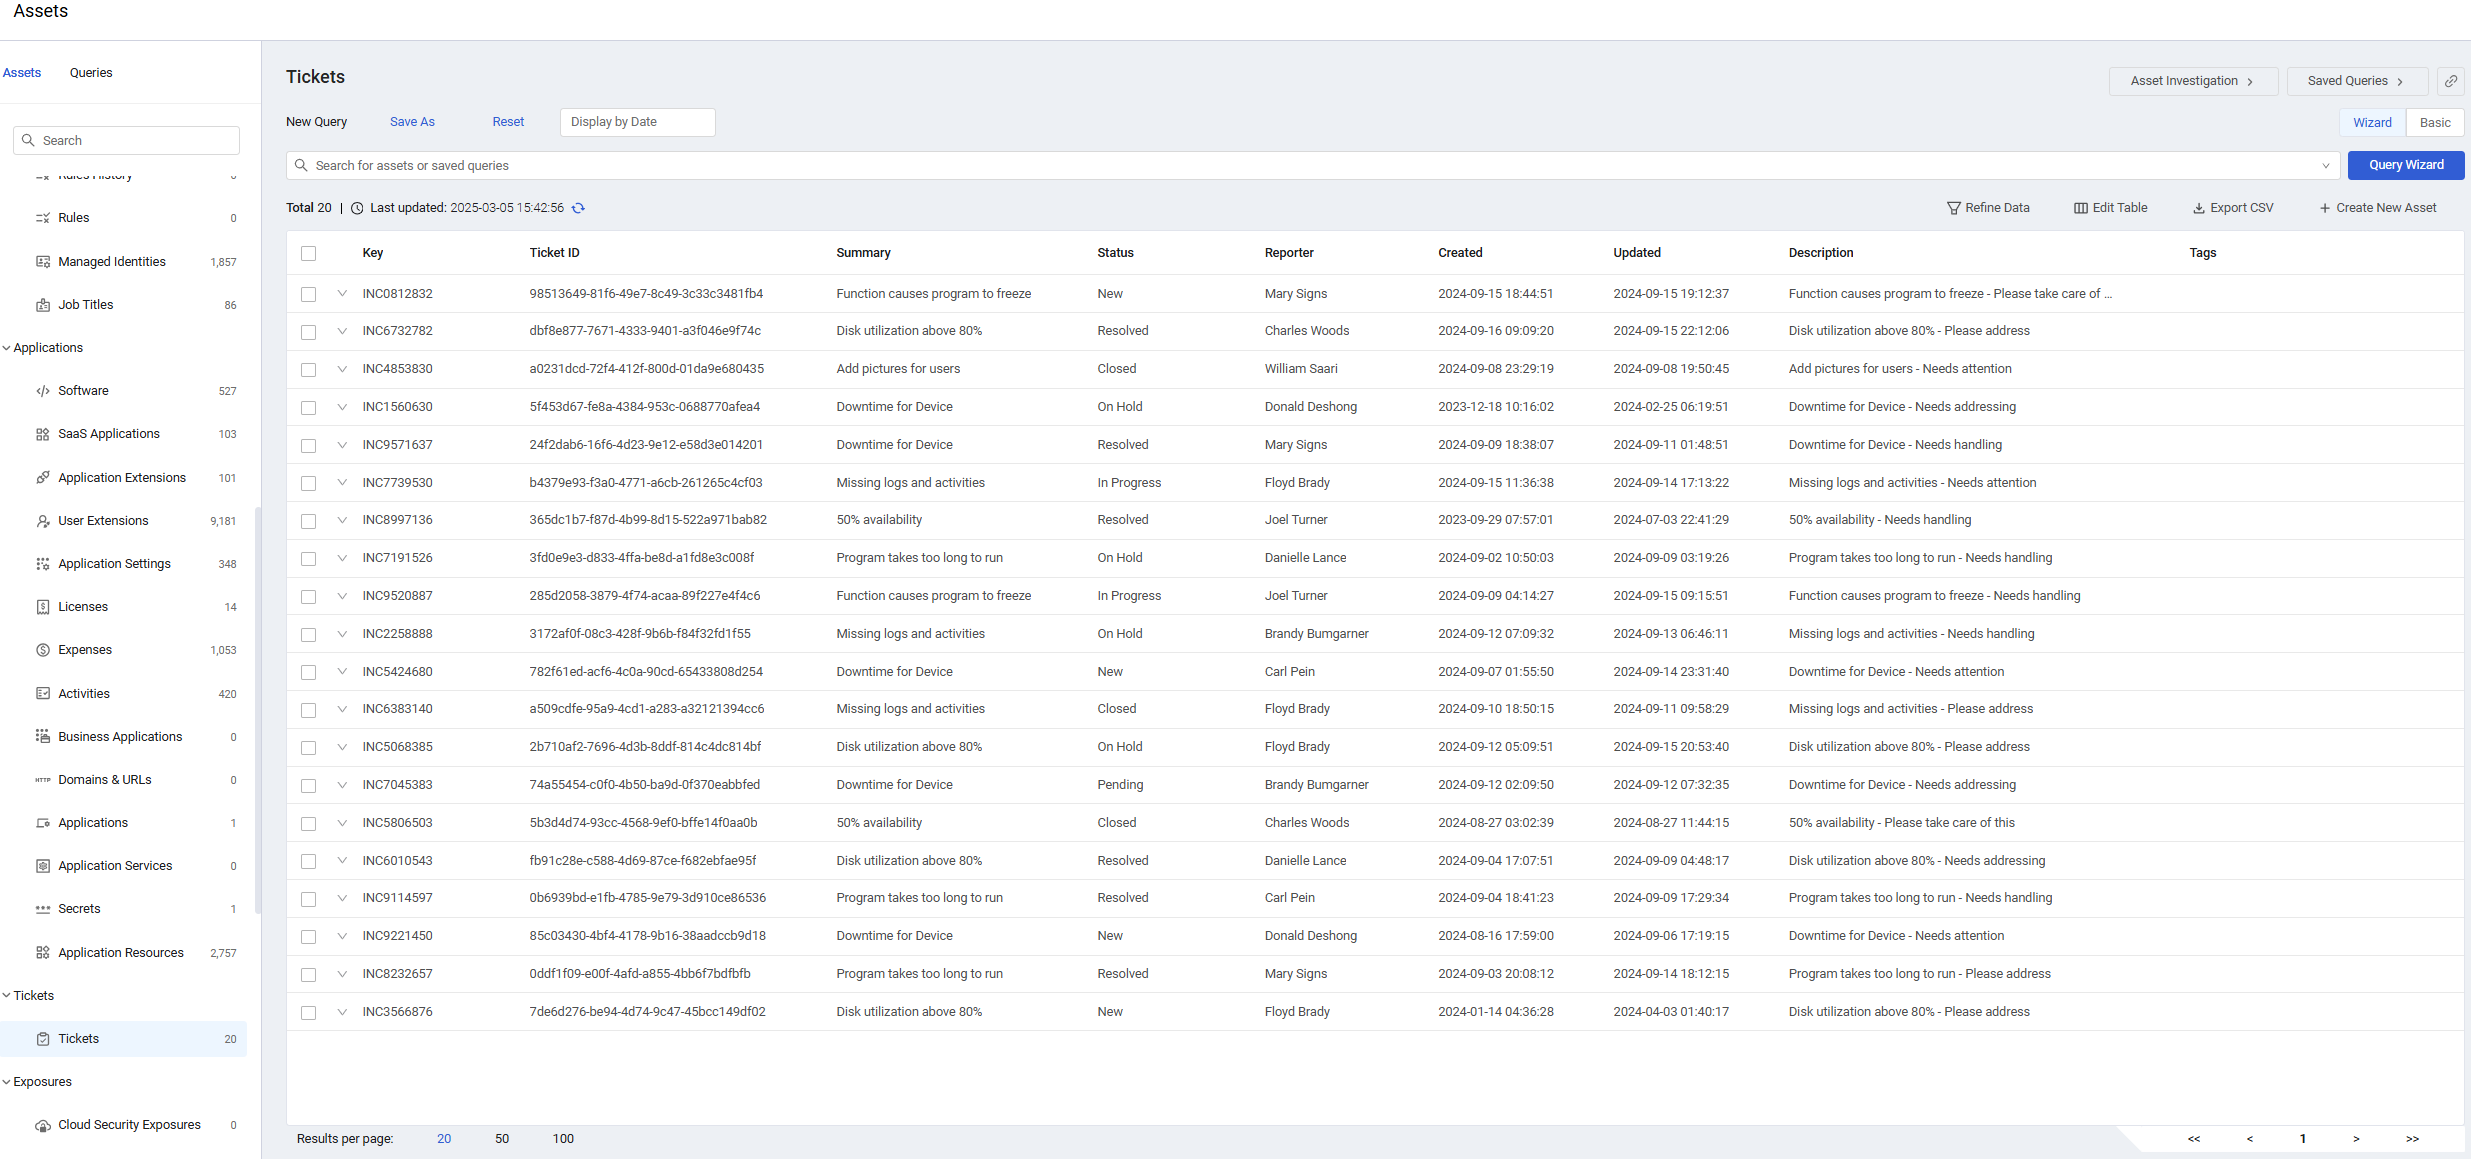 Assets
Assets Queries
Search
Rules History 0
Rules 0
Managed Identities 1,857
Job Titles 86
Applications
Software 527
SaaS Applications 103
Application Extensions 101
User Extensions 9,181
Application Settings 348
Licenses 14
Expenses 1,053
Activities 420
Business Applications 0
HTTP Domains & URLs 0
Applications 1
Application Services 0
Secrets 1
Application Resources 2,757
Tickets
Tickets 20
Exposures
Cloud Security Exposures 0
Tickets
Asset Investigation > Saved Queries >
New Query Save As Reset Display by Date
Wizard Basic
Search for assets or saved queries
Query Wizard
Total 20 | Last updated: 2025-03-05 15:42:56
Refine Data Edit Table Export CSV + Create New Asset
Key Ticket ID Summary Status Reporter Created Updated Description Tags
INC0812832 98513649-81f6-49e7-8c49-3c33c3481fb4 Function causes program to freeze New Mary Signs 2024-09-15 18:44:51 2024-09-15 19:12:37 Function causes program to freeze - Please take care of ...
INC6732782 dbf8e877-7671-4333-9401-a3f046e9f74c Disk utilization above 80% Resolved Charles Woods 2024-09-16 09:09:20 2024-09-15 22:12:06 Disk utilization above 80% - Please address
INC4853830 a0231dcd-72f4-412f-800d-01da9e680435 Add pictures for users Closed William Saari 2024-09-08 23:29:19 2024-09-08 19:50:45 Add pictures for users - Needs attention
INC1560630 5f453d67-fe8a-4384-953c-0688770afea4 Downtime for Device On Hold Donald Deshong 2023-12-18 10:16:02 2024-02-25 06:19:51 Downtime for Device - Needs addressing
INC9571637 24f2dab6-16f6-4d23-9e12-e58d3e014201 Downtime for Device Resolved Mary Signs 2024-09-09 18:38:07 2024-09-11 01:48:51 Downtime for Device - Needs handling
INC7739530 b4379e93-f3a0-4771-a6cb-261265c4cf03 Missing logs and activities In Progress Floyd Brady 2024-09-15 11:36:38 2024-09-14 17:13:22 Missing logs and activities - Needs attention
INC8997136 365dc1b7-f87d-4b99-8d15-522a971bab82 50% availability Resolved Joel Turner 2023-09-29 07:57:01 2024-07-03 22:41:29 50% availability - Needs handling
INC7191526 3fd0e9e3-d833-4ffa-be8d-a1fd8e3c008f Program takes too long to run On Hold Danielle Lance 2024-09-02 10:50:03 2024-09-09 03:19:26 Program takes too long to run - Needs handling
INC9520887 285d2058-3879-4f74-acaa-89f227e4f4c6 Function causes program to freeze In Progress Joel Turner 2024-09-09 04:14:27 2024-09-15 09:15:51 Function causes program to freeze - Needs handling
INC2258888 3172af0f-08c3-428f-9b6b-f84f32fd1f55 Missing logs and activities On Hold Brandy Bumgarner 2024-09-12 07:09:32 2024-09-13 06:46:11 Missing logs and activities - Needs handling
INC5424680 782f61ed-acf6-4c0a-90cd-65433808d254 Downtime for Device New Carl Pein 2024-09-07 01:55:50 2024-09-14 23:31:40 Downtime for Device - Needs attention
INC6383140 a509cdfe-95a9-4cd1-a283-a32121394cc6 Missing logs and activities Closed Floyd Brady 2024-09-10 18:50:15 2024-09-11 09:58:29 Missing logs and activities - Please address
INC5068385 2b710af2-7696-4d3b-8ddf-814c4dc814bf Disk utilization above 80% On Hold Floyd Brady 2024-09-12 05:09:51 2024-09-15 20:53:40 Disk utilization above 80% - Please address
INC7045383 74a55454-c0f0-4b50-ba9d-0f370eabbfed Downtime for Device Pending Brandy Bumgarner 2024-09-12 02:09:50 2024-09-12 07:32:35 Downtime for Device - Needs addressing
INC5806503 5b3d4d74-93cc-4568-9ef0-bffe14f0aa0b 50% availability Closed Charles Woods 2024-08-27 03:02:39 2024-08-27 11:44:15 50% availability - Please take care of this
INC6010543 fb91c28e-c588-4d69-87ce-f682ebfae95f Disk utilization above 80% Resolved Danielle Lance 2024-09-04 17:07:51 2024-09-09 04:48:17 Disk utilization above 80% - Needs addressing
INC9114597 0b6939bd-e1fb-4785-9e79-3d910ce86536 Program takes too long to run Resolved Carl Pein 2024-09-04 18:41:23 2024-09-09 17:29:34 Program takes too long to run - Needs handling
INC9221450 85c03430-4bf4-4178-9b16-38aadccb9d18 Downtime for Device New Donald Deshong 2024-08-16 17:59:00 2024-09-06 17:19:15 Downtime for Device - Needs attention
INC8232657 0ddf1f09-e00f-4afd-a855-4bb6f7bdfbfb Program takes too long to run Resolved Mary Signs 2024-09-03 20:08:12 2024-09-14 18:12:15 Program takes too long to run - Please address
INC3566876 7de6d276-be94-4d74-9c47-45bcc149df02 Disk utilization above 80% New Floyd Brady 2024-01-14 04:36:28 2024-04-03 01:40:17 Disk utilization above 80% - Please address
Results per page: 20 50 100
<< < 1 > >>